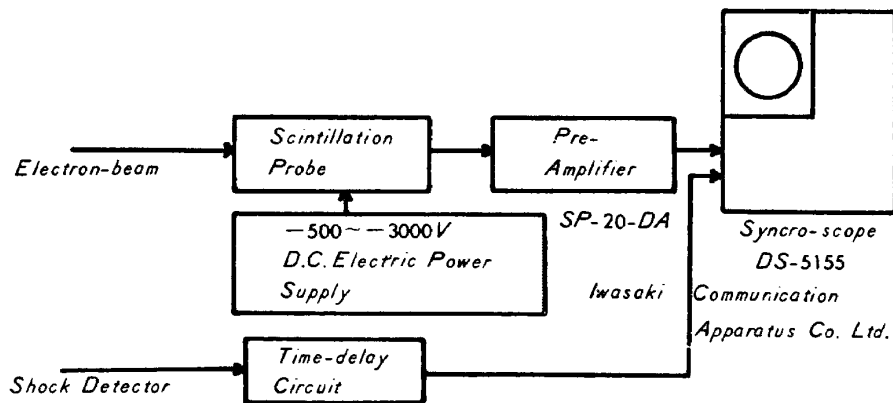 Electron-beam
Scintillation
Probe
Pre-
Amplifier
SP-20-DA
Syncro-scope
DS-5155
Iwasaki Communication
Apparatus Co. Ltd.
-500~-3000V
D.C. Electric Power
Supply
Shock Detector
Time-delay
Circuit